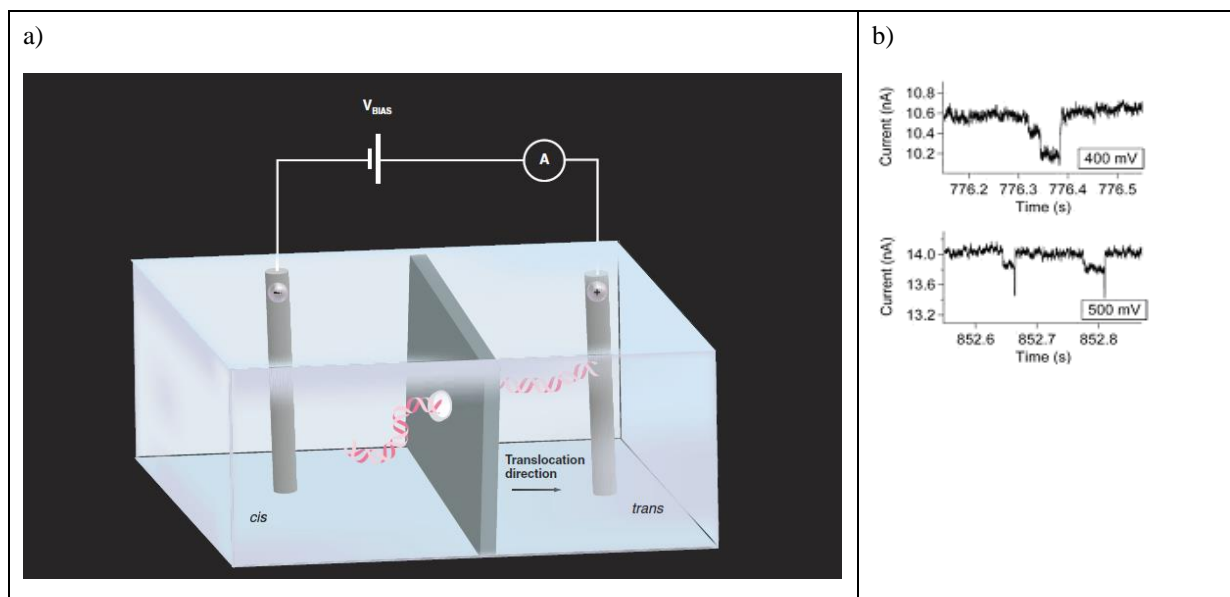 a)
V_BIAS
A
-
+
Translocation
direction
cis
trans
b)
10.8
10.6
10.4
10.2
Current (nA)
400 mV
776.2 776.3 776.4 776.5
Time (s)
14.0
13.6
13.2
Current (nA)
500 mV
852.6 852.7 852.8
Time (s)